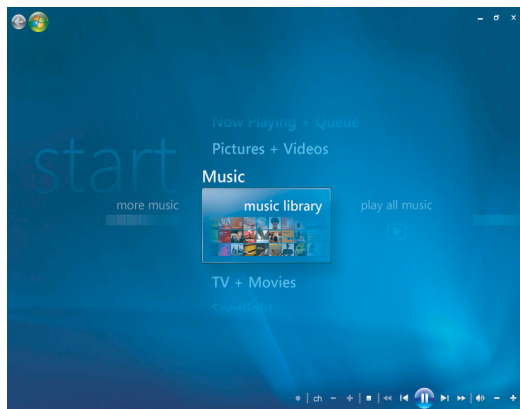 Now Playing + Queue
start
Pictures + Videos
Music
more music
music library
play all music
TV + Movies
Spotlight
ch